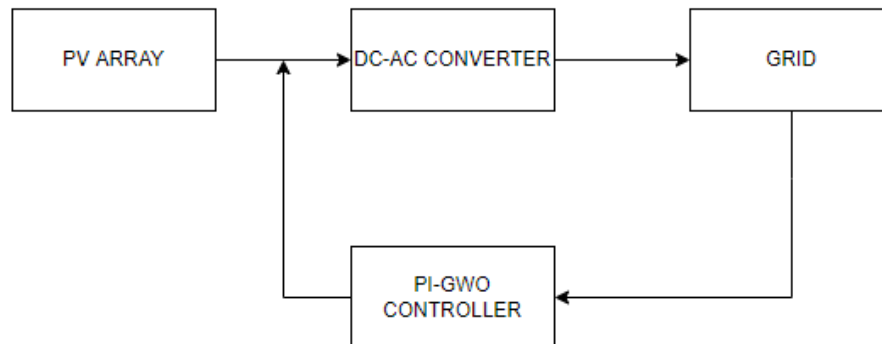 PV ARRAY
DC-AC CONVERTER
GRID
PI-GWO
CONTROLLER